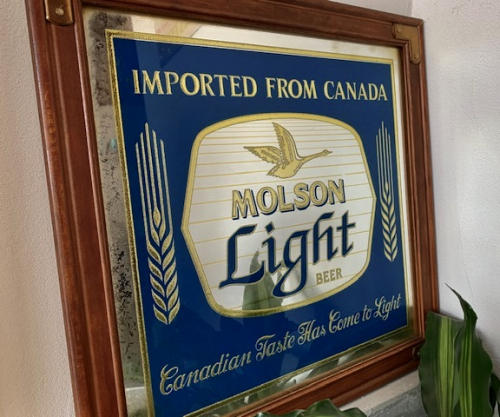 IMPORTED FROM CANADA
MOLSON
Light
BEER
Canadian Taste Has Come to Light